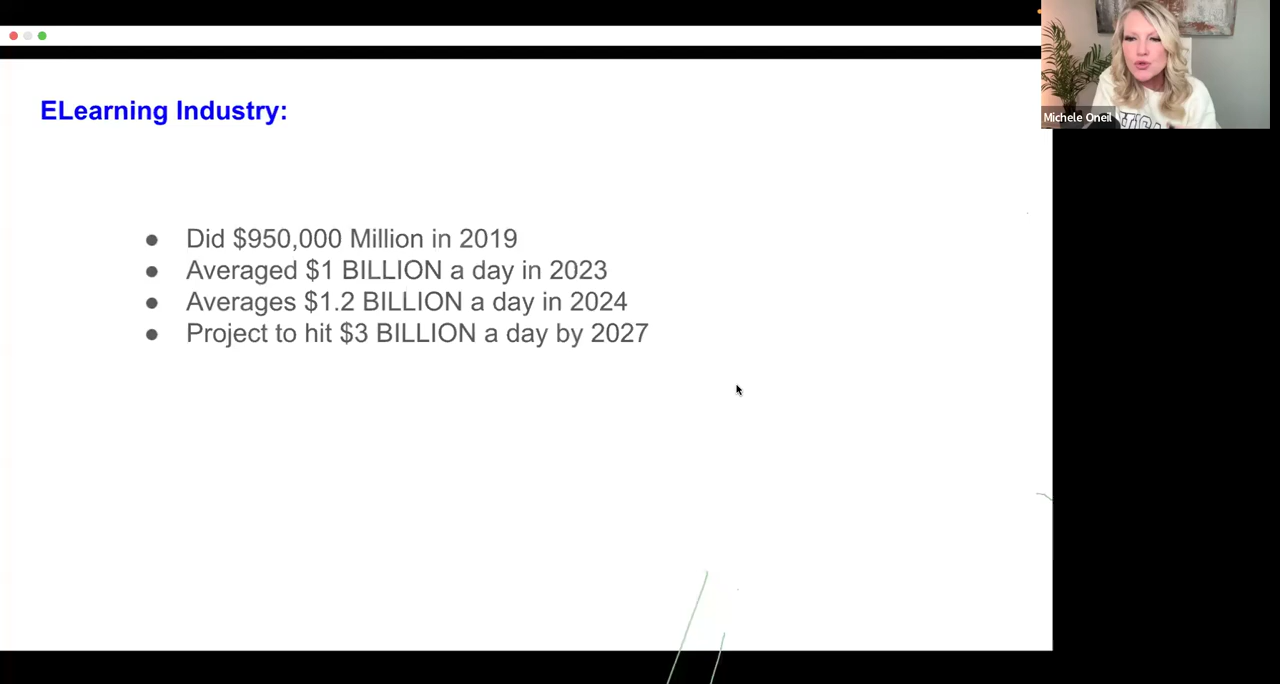 ELearning Industry:
Did $950,000 Million in 2019
Averaged $1 BILLION a day in 2023
Averages $1.2 BILLION a day in 2024
Project to hit $3 BILLION a day by 2027
Michele Oneil